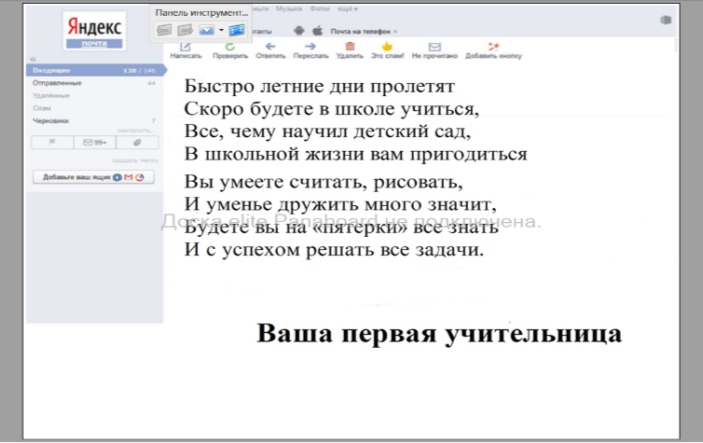 Панель инструмент...
Музыка Фотки ещё
Яндекс
почта
Почта на телефон
Написать Проверить Ответить Переслать Удалить Это спам! Не прочитано Добавить кнопку
Входящие 138 / 146
Отправленные 44
Удалённые
Спам
Черновики 7
настроить...
99+
создать метку
Добавьте ваш ящик
Быстро летние дни пролетят
Скоро будете в школе учиться,
Все, чему научил детский сад,
В школьной жизни вам пригодиться
Вы умеете считать, рисовать,
И уменье дружить много значит,
Доска elite Panaboard не подключена.
Будете вы на «пятерки» все знать
И с успехом решать все задачи.
Ваша первая учительница